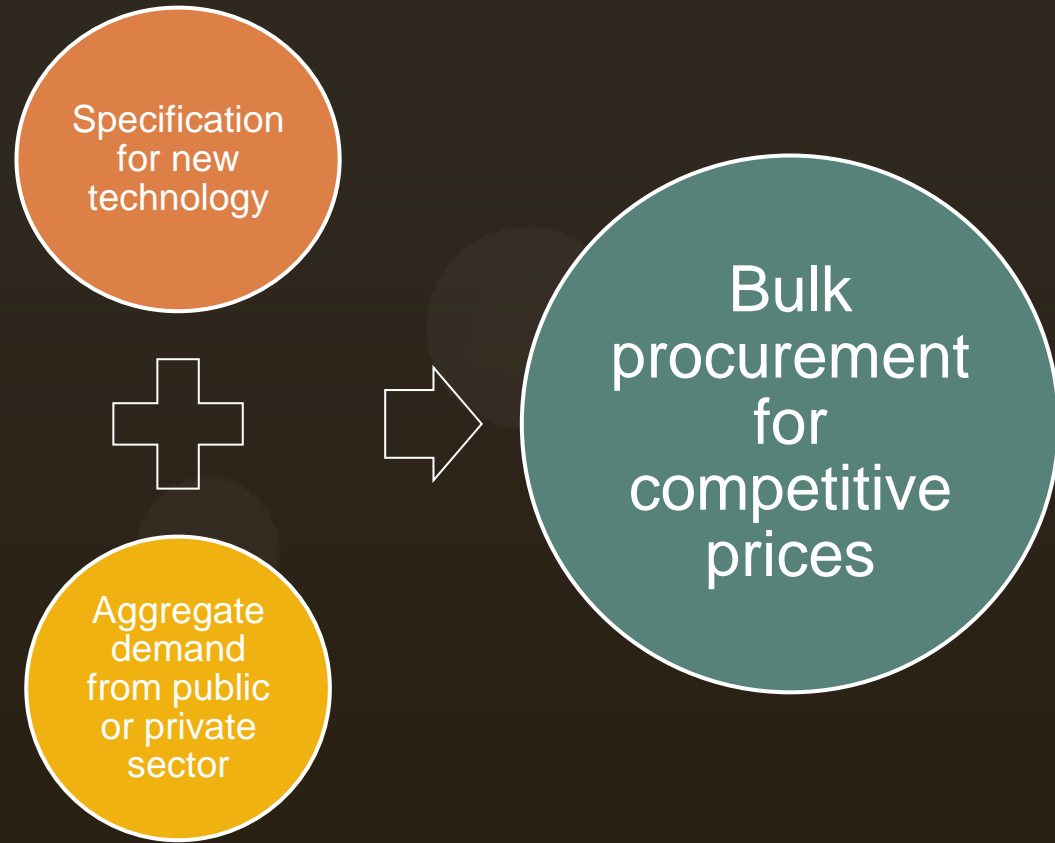 Specification
for new
technology
Aggregate
demand
from public
or private
sector
Bulk
procurement
for
competitive
prices